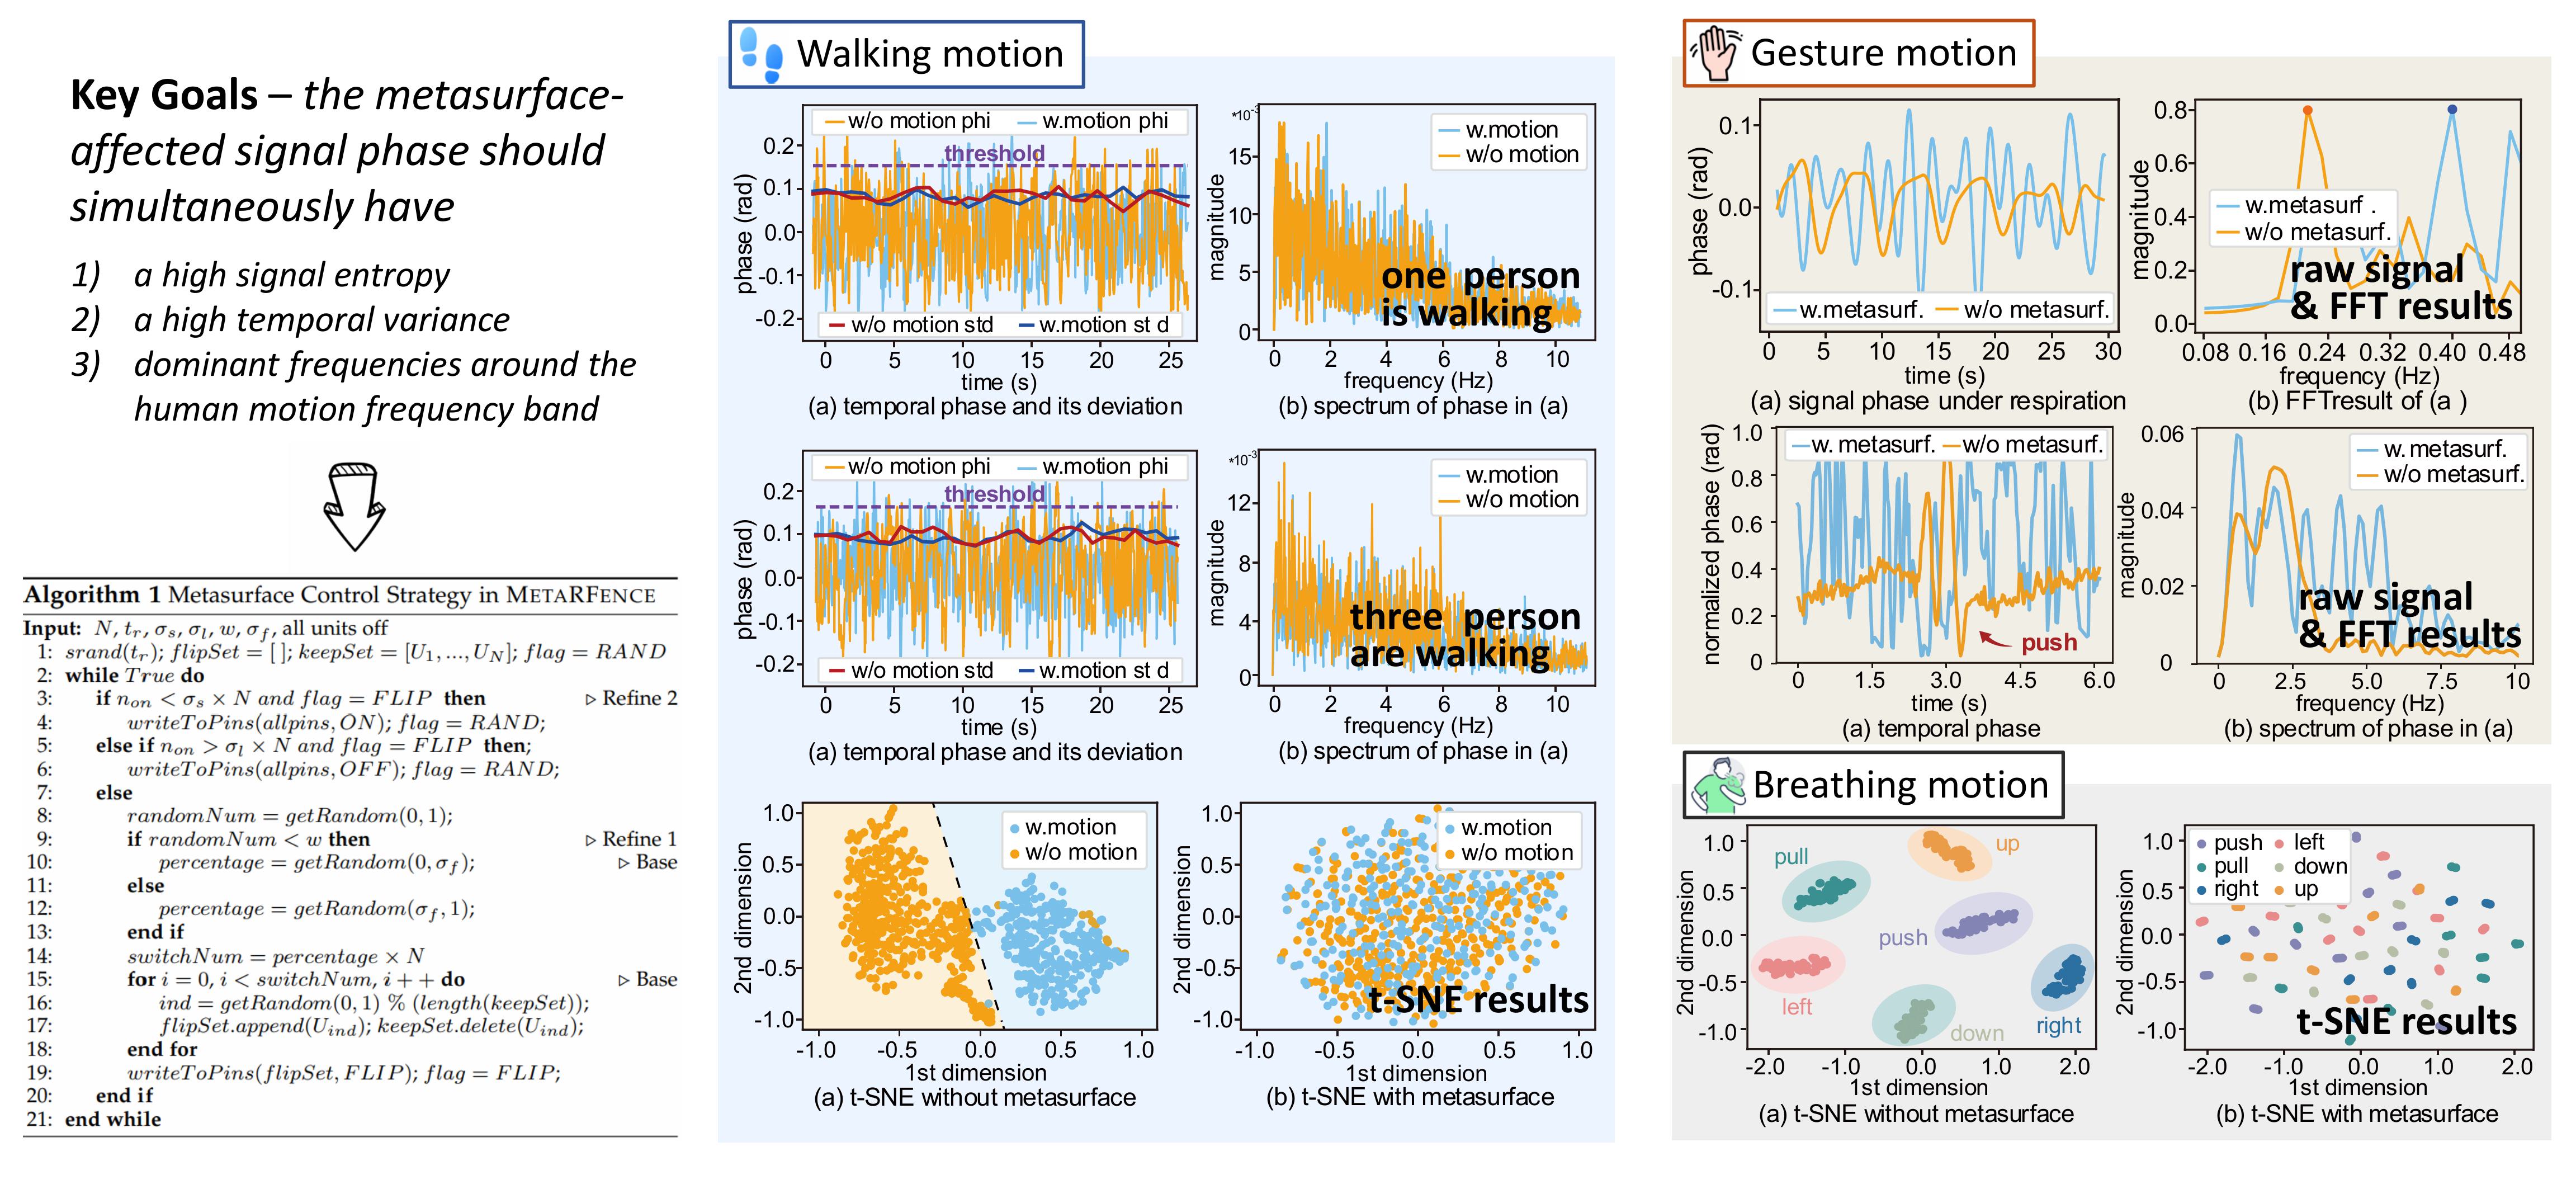 Key Goals – the metasurface-
affected signal phase should
simultaneously have
1) a high signal entropy
2) a high temporal variance
3) dominant frequencies around the
human motion frequency band
Algorithm 1 Metasurface Control Strategy in METARFENCE
Input: N, t_r, σ_s, σ_l, w, σ_f, all units off
1: srand(t_r); flipSet = [ ]; keepSet = [U_1, ..., U_N]; flag = RAND
2: while True do
3: if n_on < σ_s × N and flag = FLIP then ▷ Refine 2
4: writeToPins(allpins, ON); flag = RAND;
5: else if n_on > σ_l × N and flag = FLIP then;
6: writeToPins(allpins, OFF); flag = RAND;
7: else
8: randomNum = getRandom(0, 1);
9: if randomNum < w then ▷ Refine 1
10: percentage = getRandom(0, σ_f); ▷ Base
11: else
12: percentage = getRandom(σ_f, 1);
13: end if
14: switchNum = percentage × N
15: for i = 0, i < switchNum, i + + do ▷ Base
16: ind = getRandom(0, 1) % (length(keepSet));
17: flipSet.append(U_ind); keepSet.delete(U_ind);
18: end for
19: writeToPins(flipSet, FLIP); flag = FLIP;
20: end if
21: end while
Walking motion
w/o motion phi w.motion phi
threshold
0.2
0.1
0.0
-0.1
-0.2
phase (rad)
w/o motion std w.motion st d
0 5 10 15 20 25
time (s)
(a) temporal phase and its deviation
*10-3
w.motion
w/o motion
15
10
5
0
magnitude
one person
is walking
0 2 4 6 8 10
frequency (Hz)
(b) spectrum of phase in (a)
w/o motion phi w.motion phi
threshold
0.2
0.1
0.0
-0.1
-0.2
phase (rad)
w/o motion std w.motion st d
0 5 10 15 20 25
time (s)
(a) temporal phase and its deviation
*10-3
w.motion
w/o motion
12
8
4
0
magnitude
three person
are walking
0 2 4 6 8 10
frequency (Hz)
(b) spectrum of phase in (a)
w.motion
w/o motion
1.0
0.5
0.0
-0.5
-1.0
2nd dimension
-1.0 -0.5 0.0 0.5 1.0
1st dimension
(a) t-SNE without metasurface
w.motion
w/o motion
1.0
0.5
0.0
-0.5
-1.0
2nd dimension
t-SNE results
-1.0 -0.5 0.0 0.5 1.0
1st dimension
(b) t-SNE with metasurface
Gesture motion
0.1
0.0
-0.1
phase (rad)
w.metasurf. w/o metasurf.
0 5 10 15 20 25 30
time (s)
(a) signal phase under respiration
0.8
0.6
0.4
0.2
0.0
magnitude
w.metasurf .
w/o metasurf.
raw signal
& FFT results
0.08 0.16 0.24 0.32 0.40 0.48
frequency (Hz)
(b) FFTresult of (a )
w. metasurf. w/o metasurf.
1.0
0.8
0.6
0.4
0.2
0
normalized phase (rad)
push
0 1.5 3.0 4.5 6.0
time (s)
(a) temporal phase
0.06
0.04
0.02
0
magnitude
w. metasurf.
w/o metasurf.
raw signal
& FFT results
0 2.5 5.0 7.5 10
frequency (Hz)
(b) spectrum of phase in (a)
Breathing motion
1.0
0.5
0.0
-0.5
-1.0
2nd dimension
pull
up
push
left
down
right
-2.0 -1.0 0.0 1.0 2.0
1st dimension
(a) t-SNE without metasurface
push left
pull down
right up
1.0
0.5
0.0
-0.5
-1.0
2nd dimension
t-SNE results
-2.0 -1.0 0.0 1.0 2.0
1st dimension
(b) t-SNE with metasurface